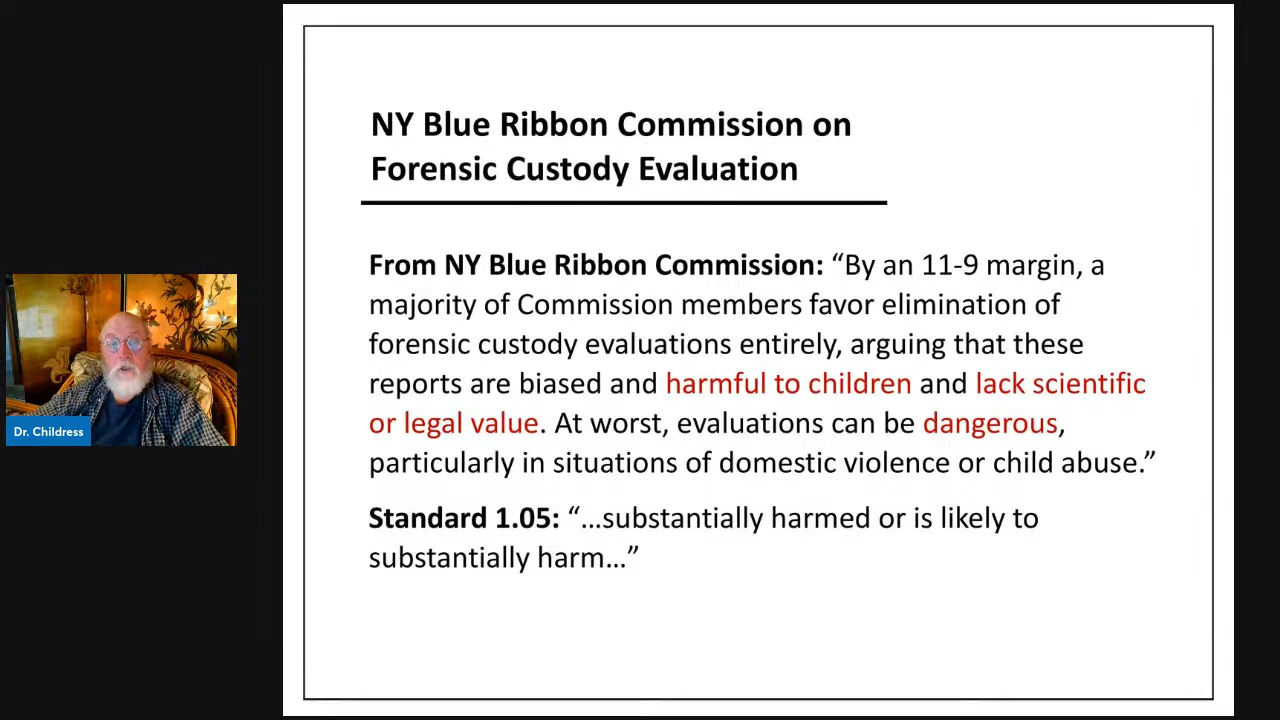 NY Blue Ribbon Commission on
Forensic Custody Evaluation
From NY Blue Ribbon Commission: “By an 11-9 margin, a
majority of Commission members favor elimination of
forensic custody evaluations entirely, arguing that these
reports are biased and harmful to children and lack scientific
or legal value. At worst, evaluations can be dangerous,
particularly in situations of domestic violence or child abuse.”
Standard 1.05: “…substantially harmed or is likely to
substantially harm…”
Dr. Childress